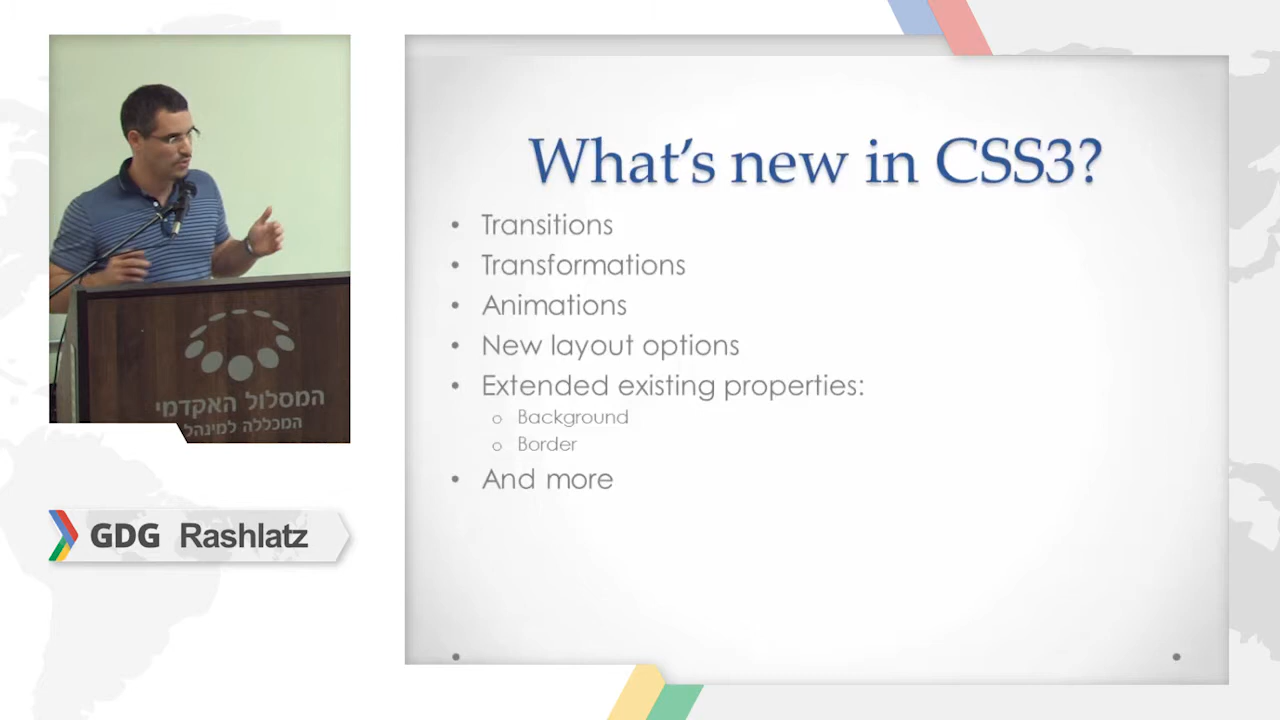 What's new in CSS3?
• Transitions
• Transformations
• Animations
• New layout options
• Extended existing properties:
o Background
o Border
• And more
המסלול האקדמי
המכללה למינהל
GDG Rashlatz